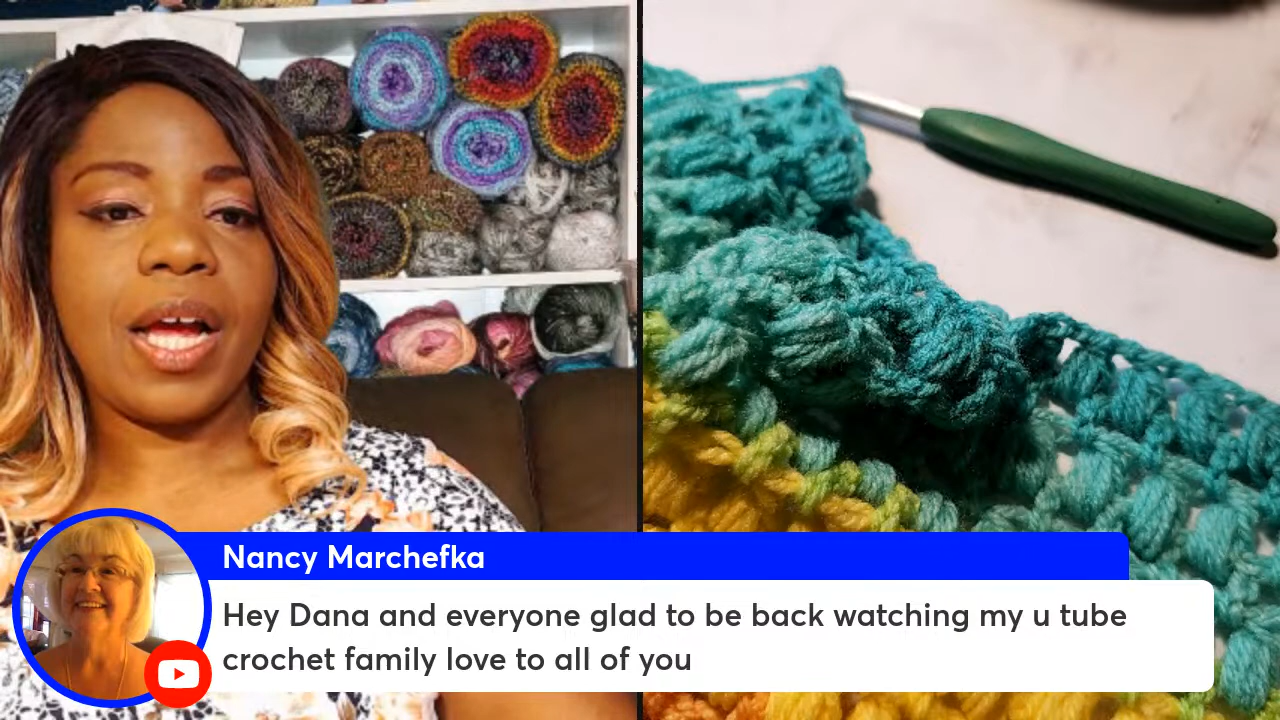 Nancy Marchefka
Hey Dana and everyone glad to be back watching my u tube
crochet family love to all of you